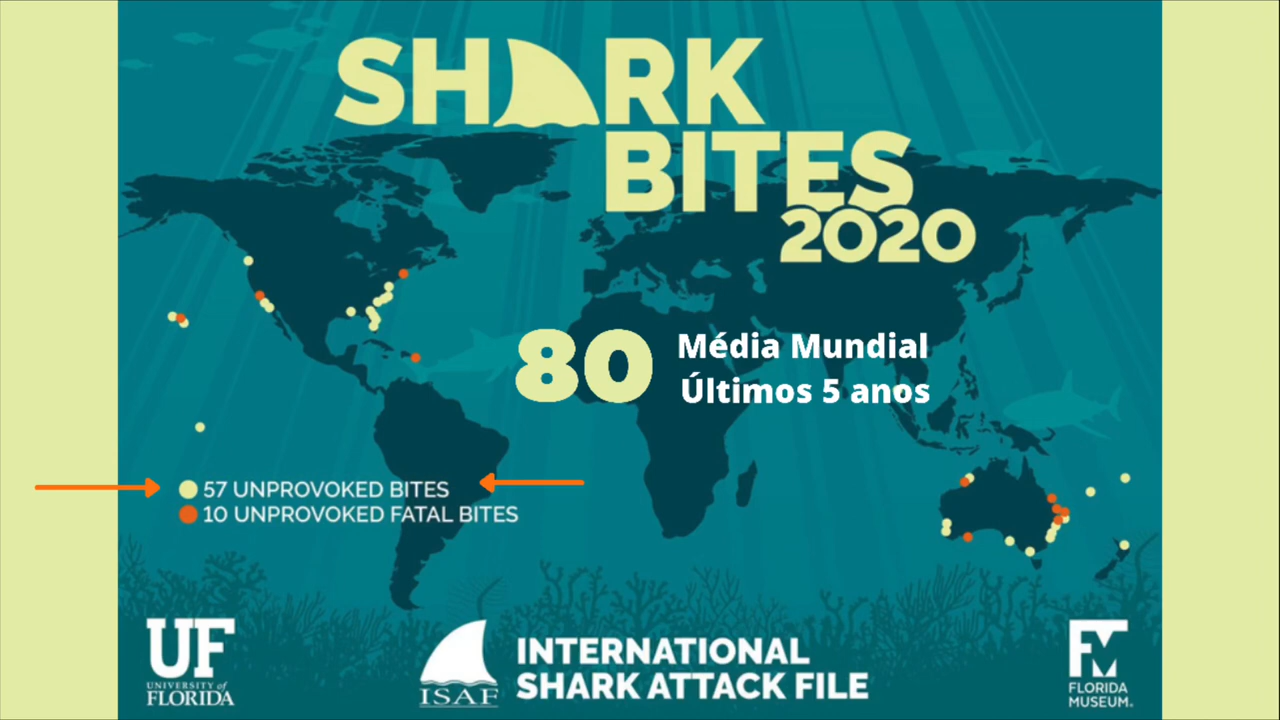 SHARK
BITES
2020
80
Média Mundial
Últimos 5 anos
57 UNPROVOKED BITES
10 UNPROVOKED FATAL BITES
UF
UNIVERSITY of
FLORIDA
ISAF
INTERNATIONAL
SHARK ATTACK FILE
FM
FLORIDA
MUSEUM.